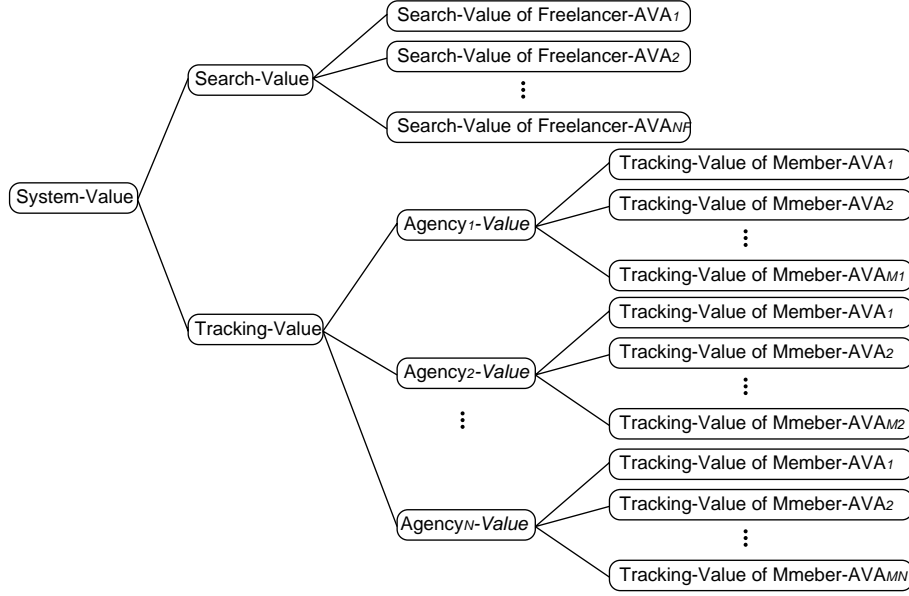 Search-Value of Freelancer-AVA1
Search-Value of Freelancer-AVA2
Search-Value
Search-Value of Freelancer-AVANF
Tracking-Value of Member-AVA1
System-Value
Tracking-Value of Mmeber-AVA2
Agency1-Value
Tracking-Value of Mmeber-AVAM1
Tracking-Value of Mmeber-AVA1
Tracking-Value
Tracking-Value of Mmeber-AVA2
Agency2-Value
Tracking-Value of Mmeber-AVAM2
Tracking-Value of Member-AVA1
Tracking-Value of Mmeber-AVA2
AgencyN-Value
Tracking-Value of Mmeber-AVAMN